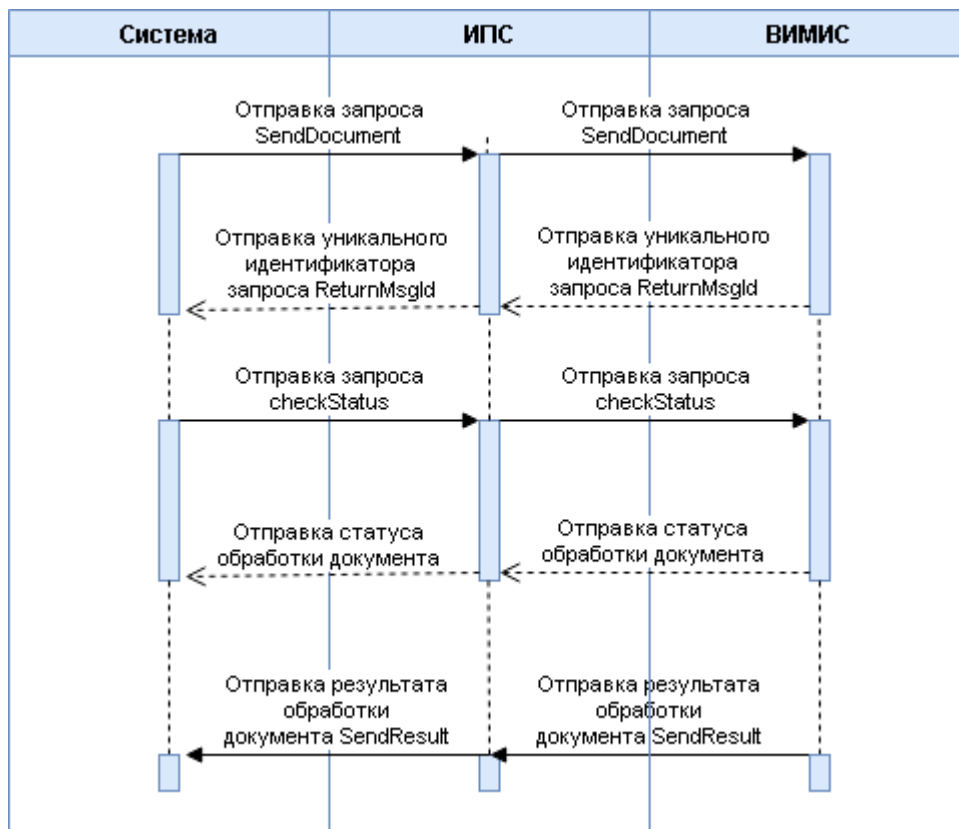 Система
ИПС
ВИМИС
Отправка запроса
SendDocument
Отправка запроса
SendDocument
Отправка уникального
идентификатора
запроса ReturnMsgId
Отправка уникального
идентификатора
запроса ReturnMsgId
Отправка запроса
checkStatus
Отправка запроса
checkStatus
Отправка статуса
обработки документа
Отправка статуса
обработки документа
Отправка результата
обработки
документа SendResult
Отправка результата
обработки
документа SendResult